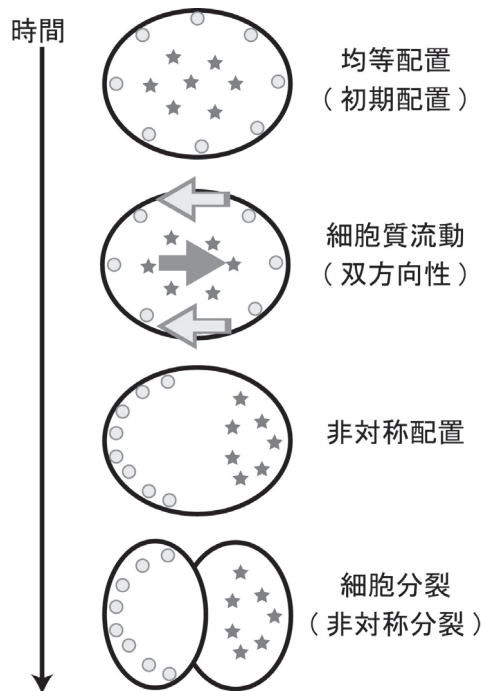 時間
均等配置
（初期配置）
細胞質流動
（双方向性）
非対称配置
細胞分裂
（非対称分裂）